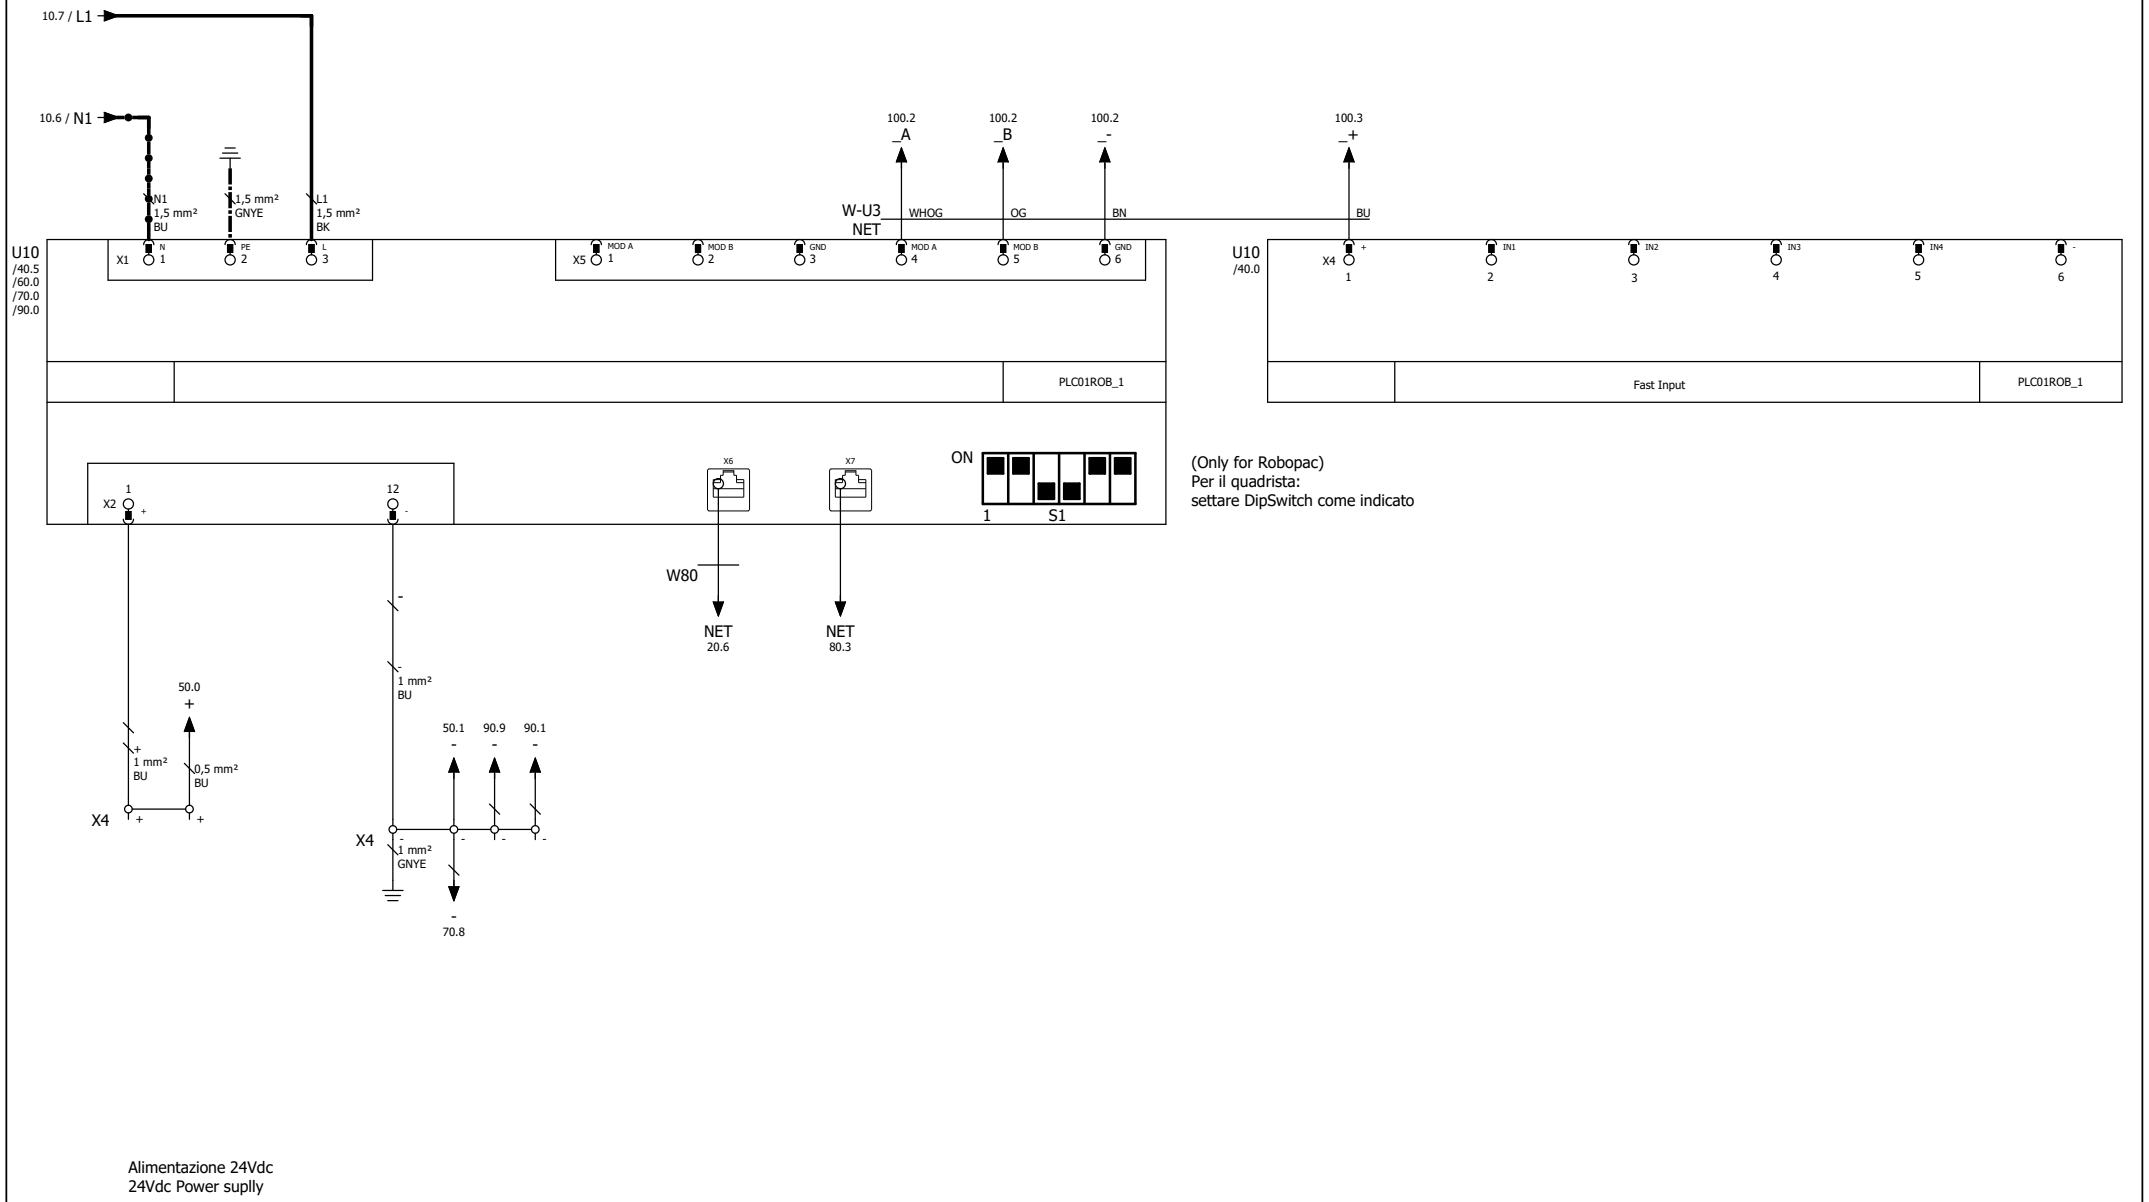 10.7 / L1
10.6 / N1
100.2
_A
100.2
_B
100.2
_-
100.3
_+
N1
1,5 mm²
BU
1,5 mm²
GNYE
L1
1,5 mm²
BK
W-U3
NET
WHOG
OG
BN
BU
U10
/40.5
/60.0
/70.0
/90.0
X1
N
1
PE
2
L
3
X5
MOD A
1
MOD B
2
GND
3
MOD A
4
MOD B
5
GND
6
U10
/40.0
X4
+
1
IN1
2
IN2
3
IN3
4
IN4
5
-
6
PLC01ROB_1
Fast Input
PLC01ROB_1
X2
1
+
12
-
X6
X7
ON
1
S1
(Only for Robopac)
Per il quadrista:
settare DipSwitch come indicato
W80
NET
20.6
NET
80.3
-
-
1 mm²
BU
50.0
+
+
1 mm²
BU
0,5 mm²
BU
X4
+
+
50.1
-
90.9
-
90.1
-
X4
-
-
-
-
1 mm²
GNYE
-
70.8
Alimentazione 24Vdc
24Vdc Power suplly